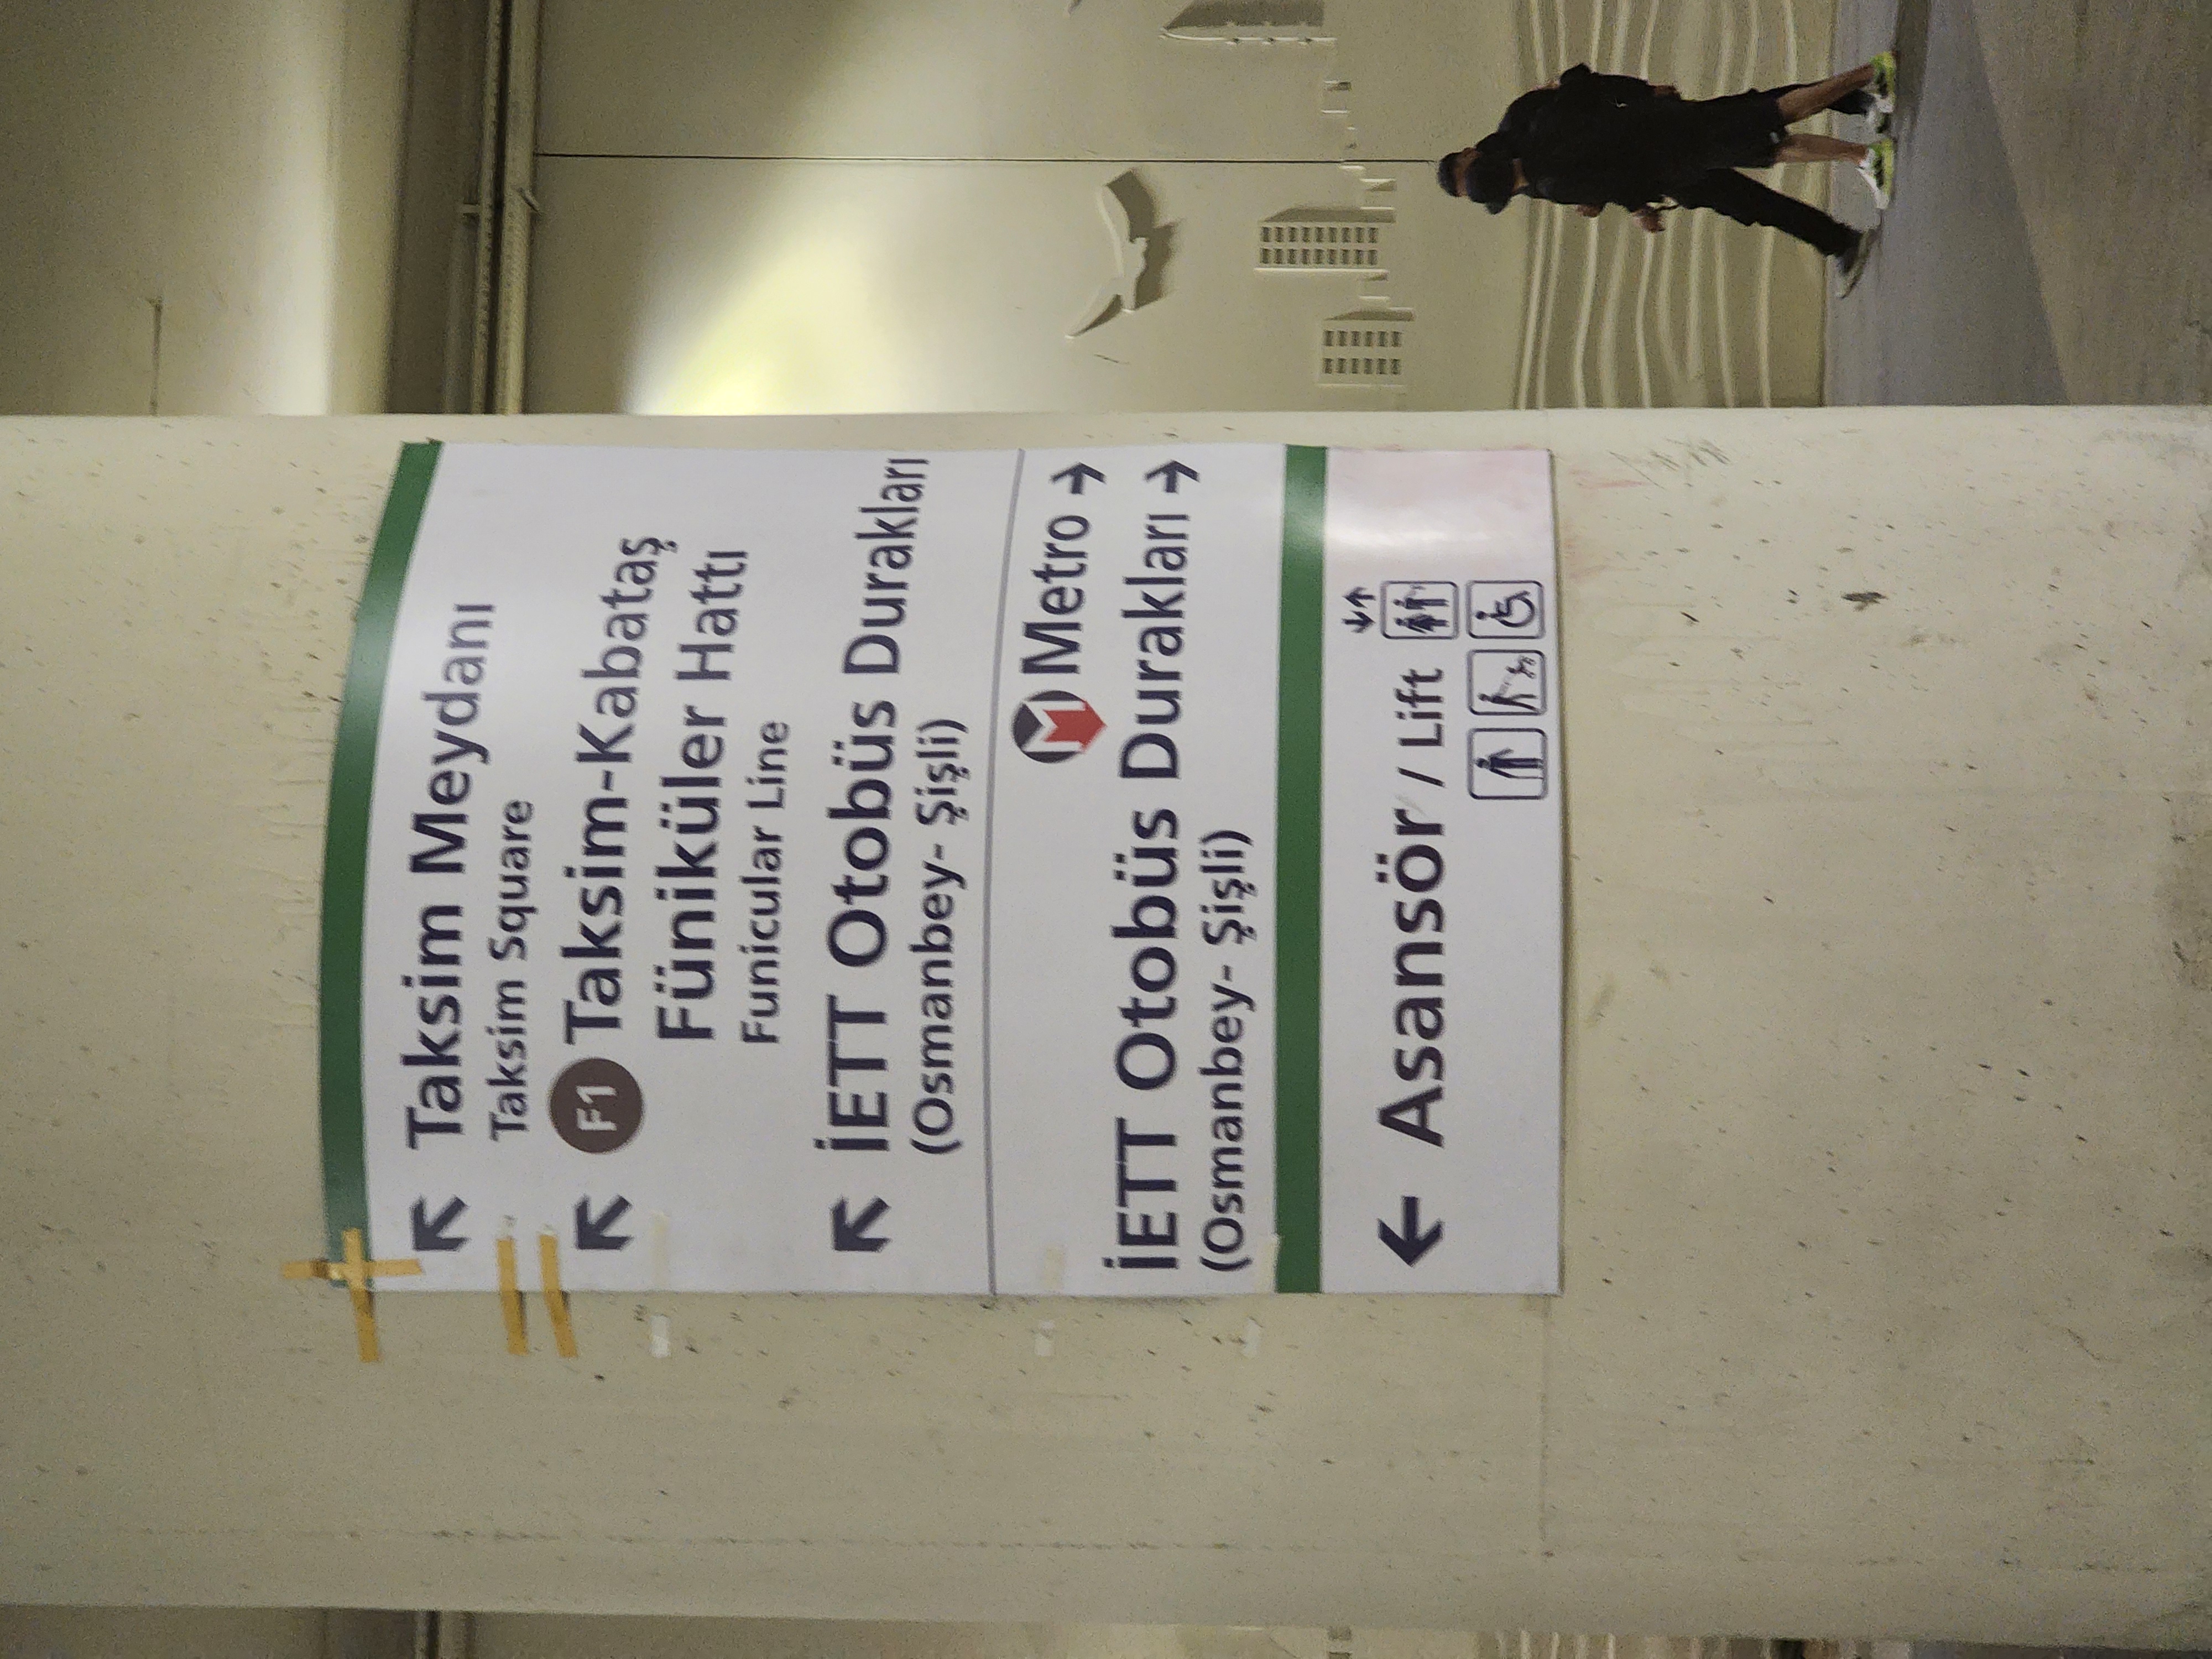 Taksim Meydanı
Taksim Square
F1 Taksim-Kabataş
Füniküler Hattı
Funicular Line
İETT Otobüs Durakları
(Osmanbey- Şişli)
M Metro
İETT Otobüs Durakları
(Osmanbey- Şişli)
Asansör / Lift